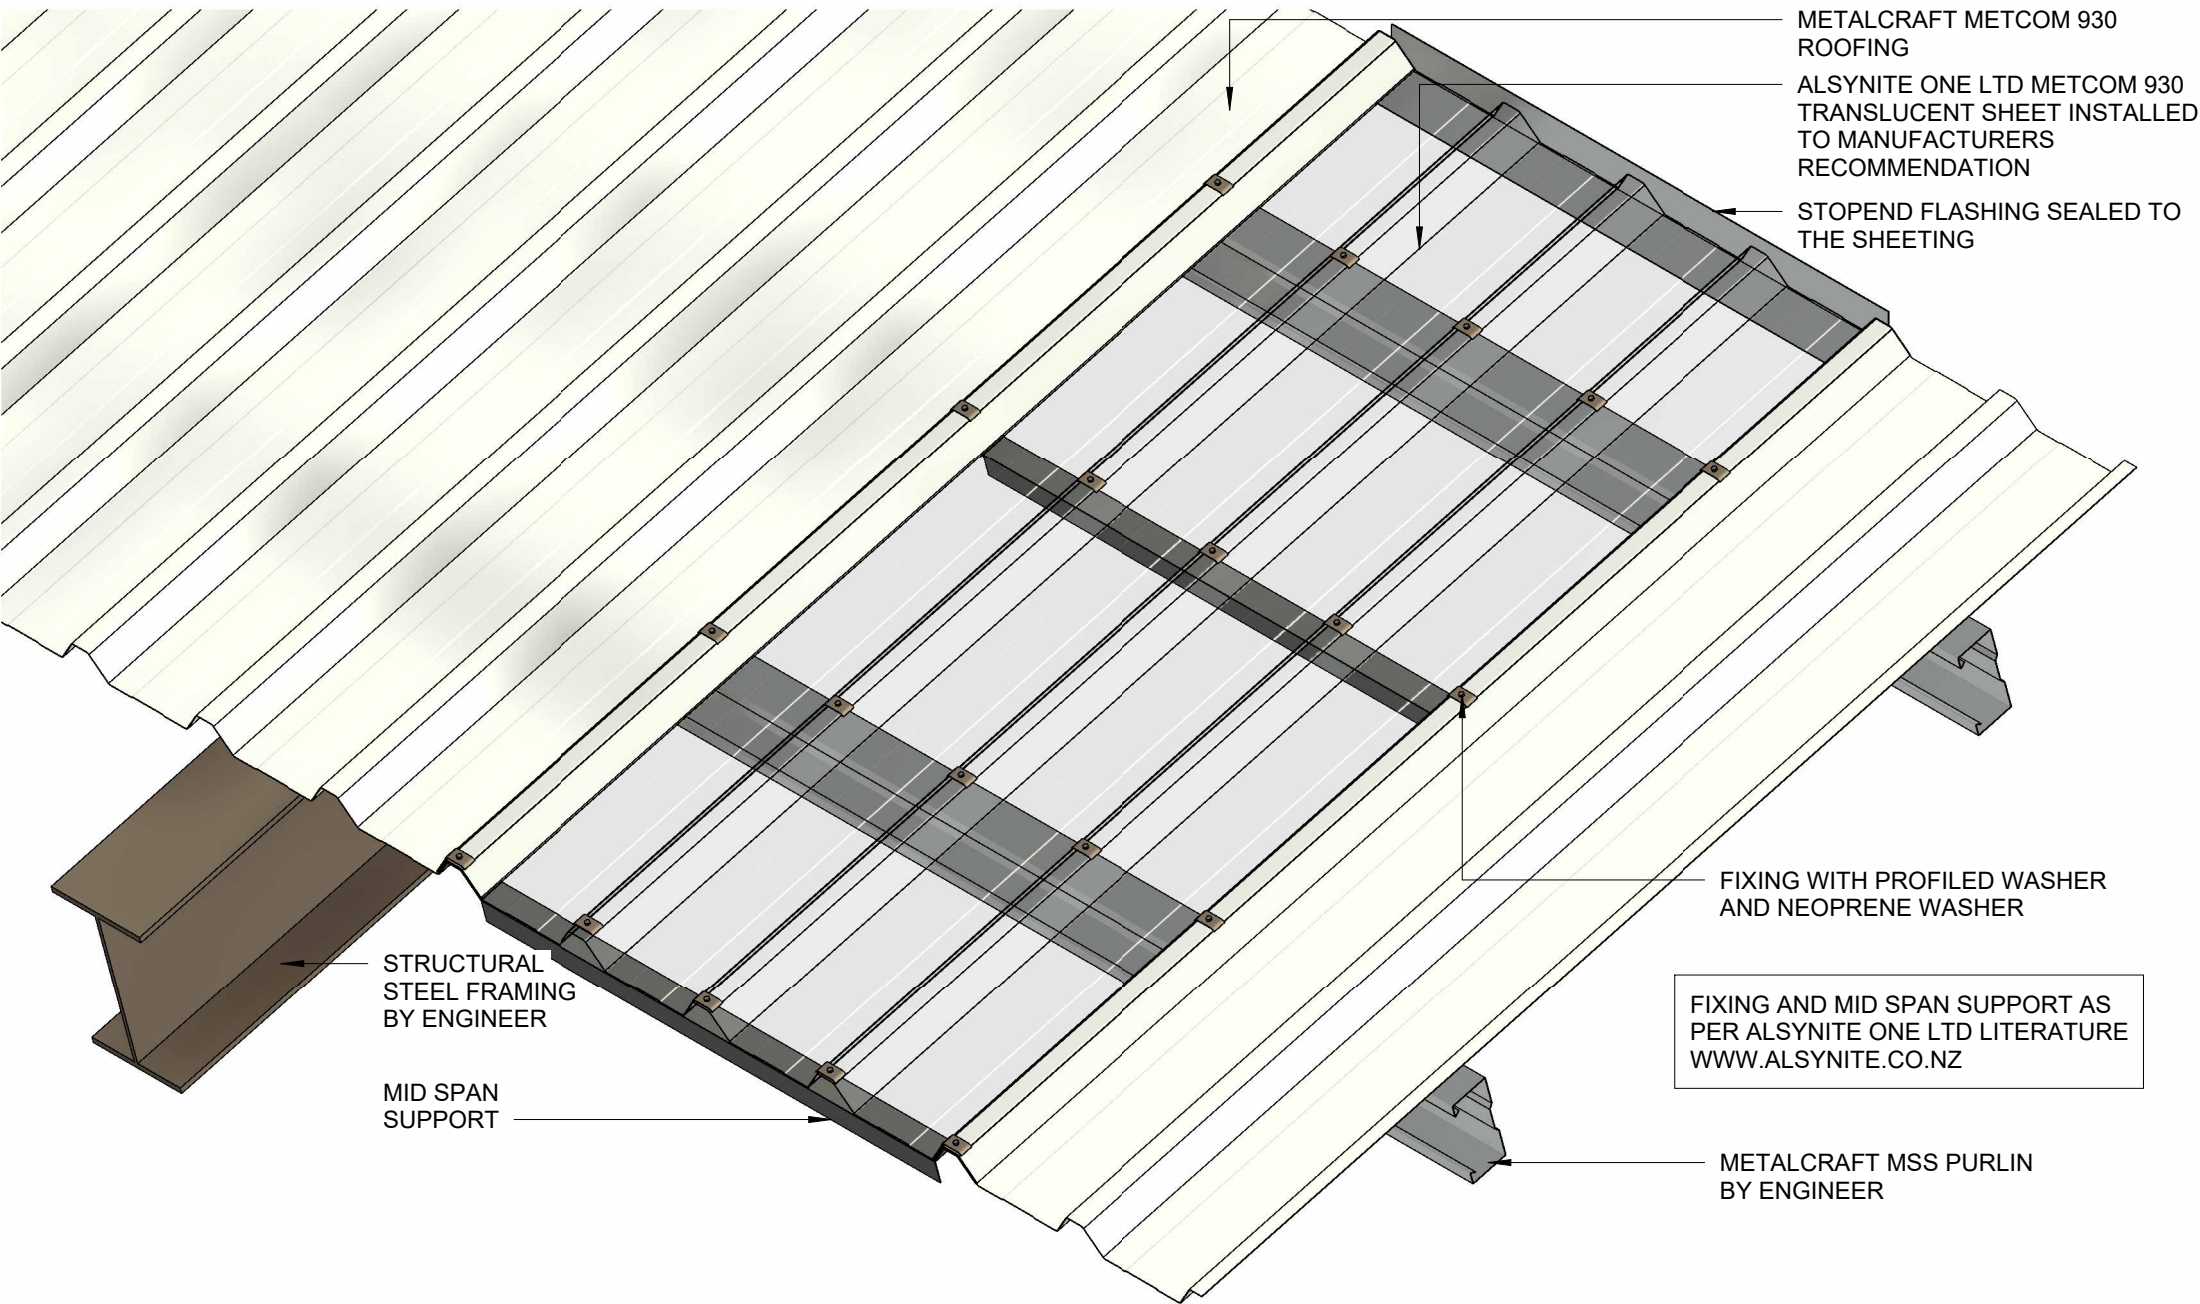 METALCRAFT METCOM 930
ROOFING
ALSYNITE ONE LTD METCOM 930
TRANSLUCENT SHEET INSTALLED
TO MANUFACTURERS
RECOMMENDATION
STOPEND FLASHING SEALED TO
THE SHEETING
FIXING WITH PROFILED WASHER
AND NEOPRENE WASHER
STRUCTURAL
STEEL FRAMING
BY ENGINEER
FIXING AND MID SPAN SUPPORT AS
PER ALSYNITE ONE LTD LITERATURE
WWW.ALSYNITE.CO.NZ
MID SPAN
SUPPORT
METALCRAFT MSS PURLIN
BY ENGINEER